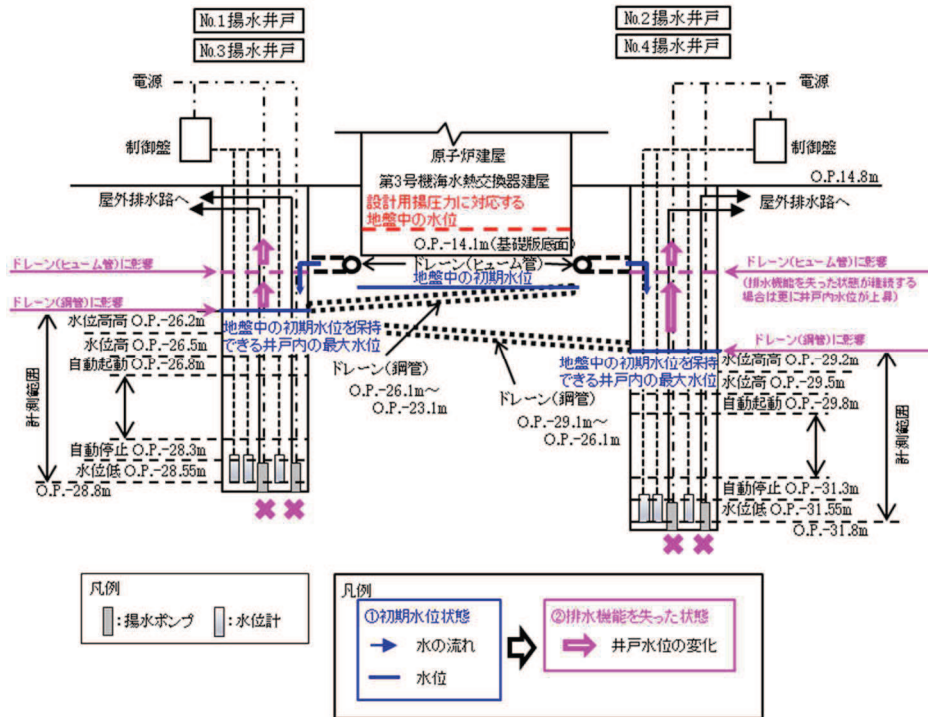 №1揚水井戸
№3揚水井戸
№2揚水井戸
№4揚水井戸
電源
電源
制御盤
制御盤
原子炉建屋
第3号機海水熱交換器建屋
設計用揚圧力に対応する
地盤中の水位
O.P.14.8m
屋外排水路へ
屋外排水路へ
O.P.-14.1m(基礎版底面)
ドレーン(ヒューム管)
地盤中の初期水位
ドレーン(ヒューム管)に影響
ドレーン(鋼管)に影響
ドレーン(ヒューム管)に影響
(排水機能を失った状態が継続する
場合は更に井戸内水位が上昇)
ドレーン(鋼管)に影響
地盤中の初期水位を保持
できる井戸内の最大水位
地盤中の初期水位を保持
できる井戸内の最大水位
水位高高 O.P.-26.2m
水位高 O.P.-26.5m
自動起動 O.P.-26.8m
計測範囲
自動停止 O.P.-28.3m
水位低 O.P.-28.55m
O.P.-28.8m
ドレーン(鋼管)
O.P.-26.1m～
O.P.-23.1m
ドレーン(鋼管)
O.P.-29.1m～
O.P.-26.1m
水位高高 O.P.-29.2m
水位高 O.P.-29.5m
自動起動 O.P.-29.8m
計測範囲
自動停止 O.P.-31.3m
水位低 O.P.-31.55m
O.P.-31.8m
凡例
:揚水ポンプ
:水位計
凡例
①初期水位状態
水の流れ
水位
②排水機能を失った状態
井戸水位の変化